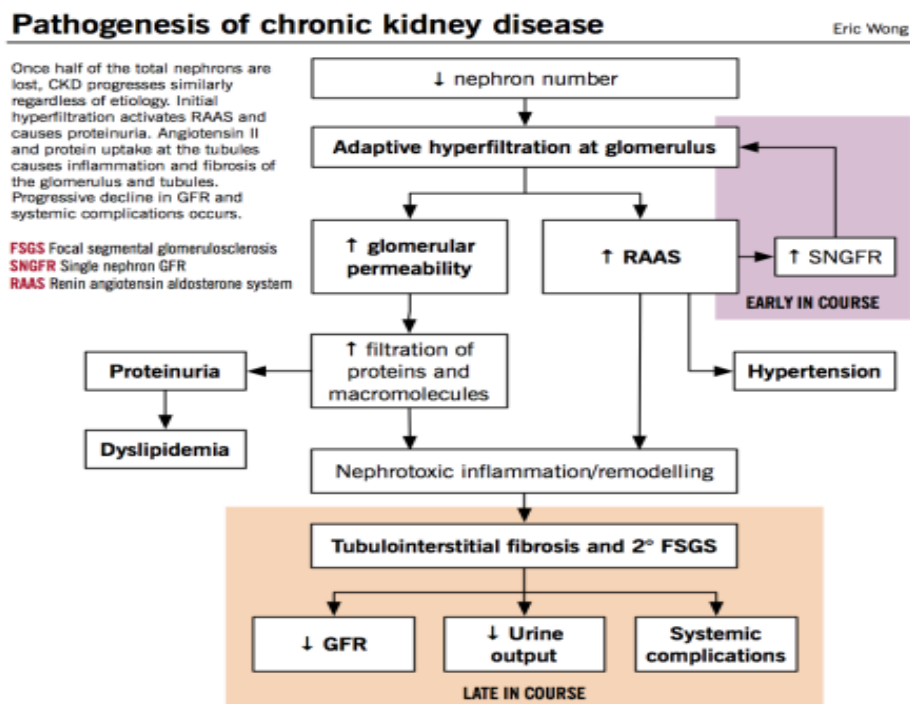 Pathogenesis of chronic kidney disease
Eric Wong
Once half of the total nephrons are
lost, CKD progresses similarly
regardless of etiology. Initial
hyperfiltration activates RAAS and
causes proteinuria. Angiotensin II
and protein uptake at the tubules
causes inflammation and fibrosis of
the glomerulus and tubules.
Progressive decline in GFR and
systemic complications occurs.
FSGS Focal segmental glomerulosclerosis
SNGFR Single nephron GFR
RAAS Renin angiotensin aldosterone system
↓ nephron number
Adaptive hyperfiltration at glomerulus
↑ glomerular
permeability
↑ RAAS
↑ SNGFR
EARLY IN COURSE
↑ filtration of
proteins and
macromolecules
Proteinuria
Hypertension
Dyslipidemia
Nephrotoxic inflammation/remodelling
Tubulointerstitial fibrosis and 2° FSGS
↓ GFR
↓ Urine
output
Systemic
complications
LATE IN COURSE